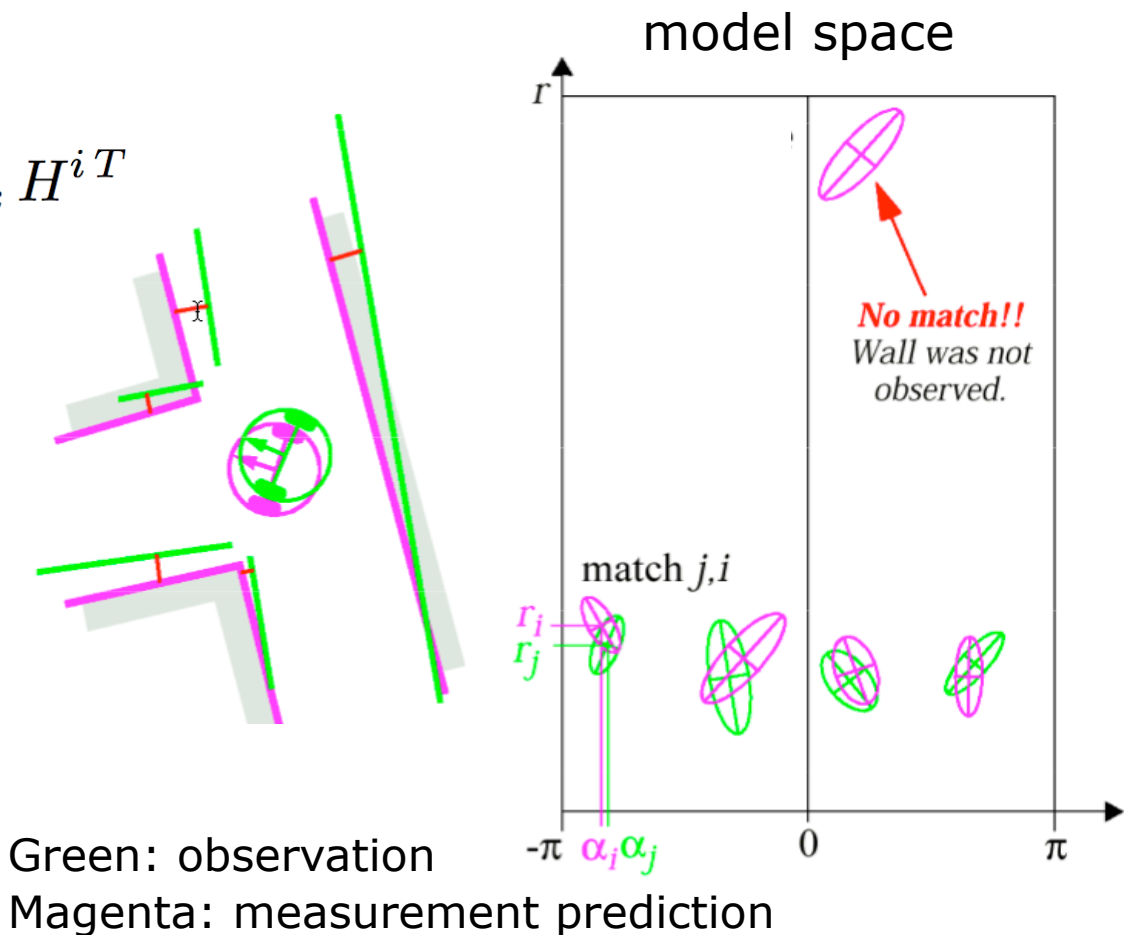 model space
r
H^{i T}
No match!!
Wall was not
observed.
match j,i
r_i
r_j
-π α_i α_j 0 π
Green: observation
Magenta: measurement prediction